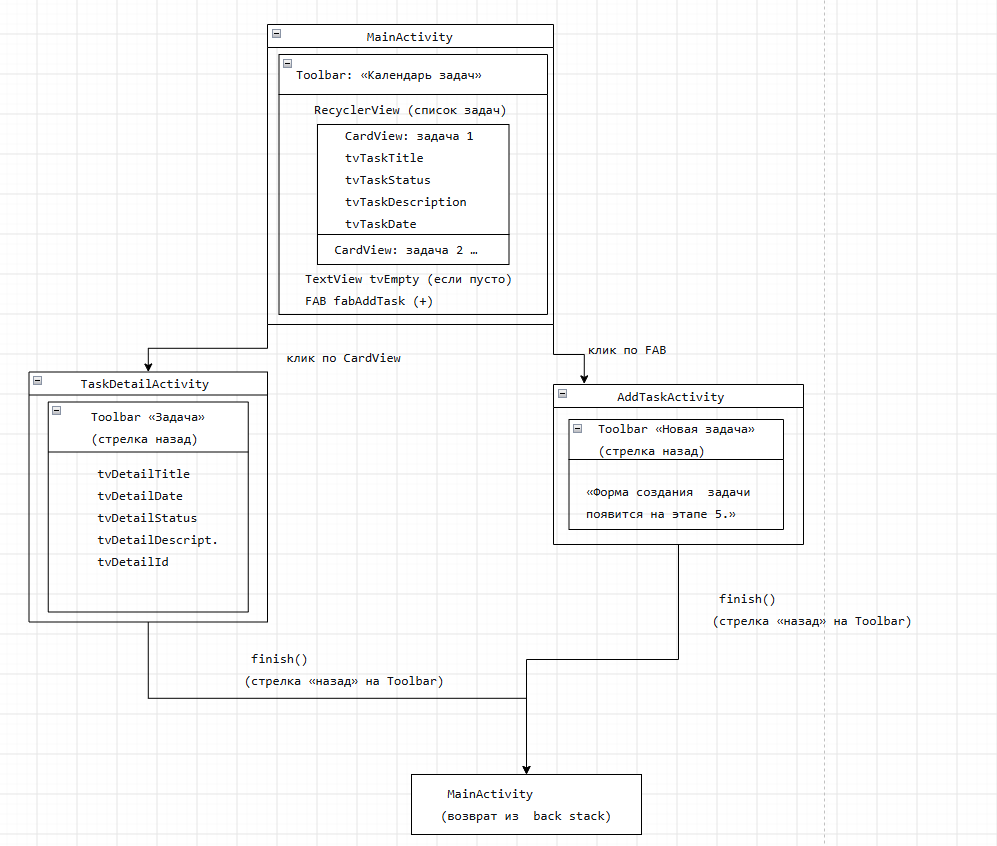 MainActivity
Toolbar: «Календарь задач»
RecyclerView (список задач)
CardView: задача 1
tvTaskTitle
tvTaskStatus
tvTaskDescription
tvTaskDate
CardView: задача 2 …
TextView tvEmpty (если пусто)
FAB fabAddTask (+)
клик по CardView
клик по FAB
TaskDetailActivity
Toolbar «Задача»
(стрелка назад)
tvDetailTitle
tvDetailDate
tvDetailStatus
tvDetailDescript.
tvDetailId
AddTaskActivity
Toolbar «Новая задача»
(стрелка назад)
«Форма создания  задачи
появится на этапе 5.»
finish()
(стрелка «назад» на Toolbar)
finish()
(стрелка «назад» на Toolbar)
MainActivity
(возврат из  back stack)